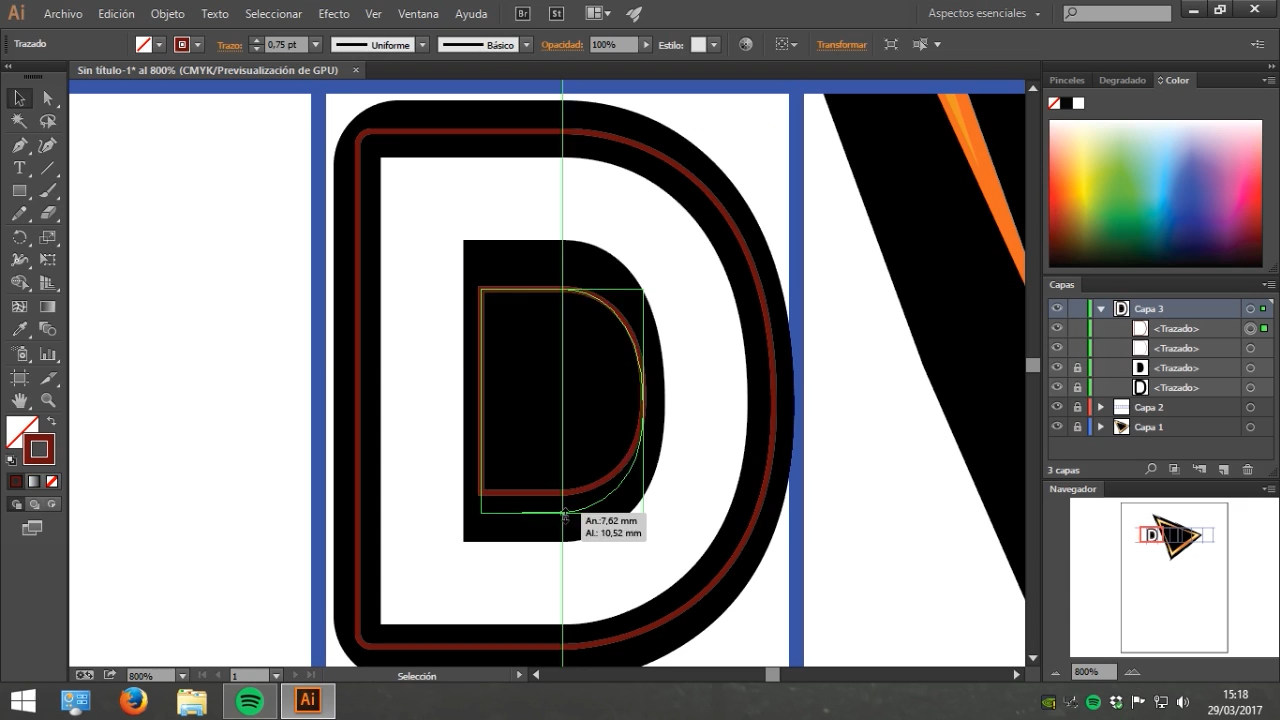 Ai Archivo Edición Objeto Texto Seleccionar Efecto Ver Ventana Ayuda Br St Aspectos esenciales
Trazado Trazo: 0,75 pt Uniforme Básico Opacidad: 100% Estilo: Transformar
Sin título-1* al 800% (CMYK/Previsualización de GPU) ×
Pinceles Degradado Color
D
Capas
Capa 3
<Trazado>
<Trazado>
<Trazado>
<Trazado>
Capa 2
Capa 1
3 capas
Navegador
An.:7,62 mm
Al.: 10,52 mm
D
800%
800% 1 Selección
Ai
15:18
29/03/2017